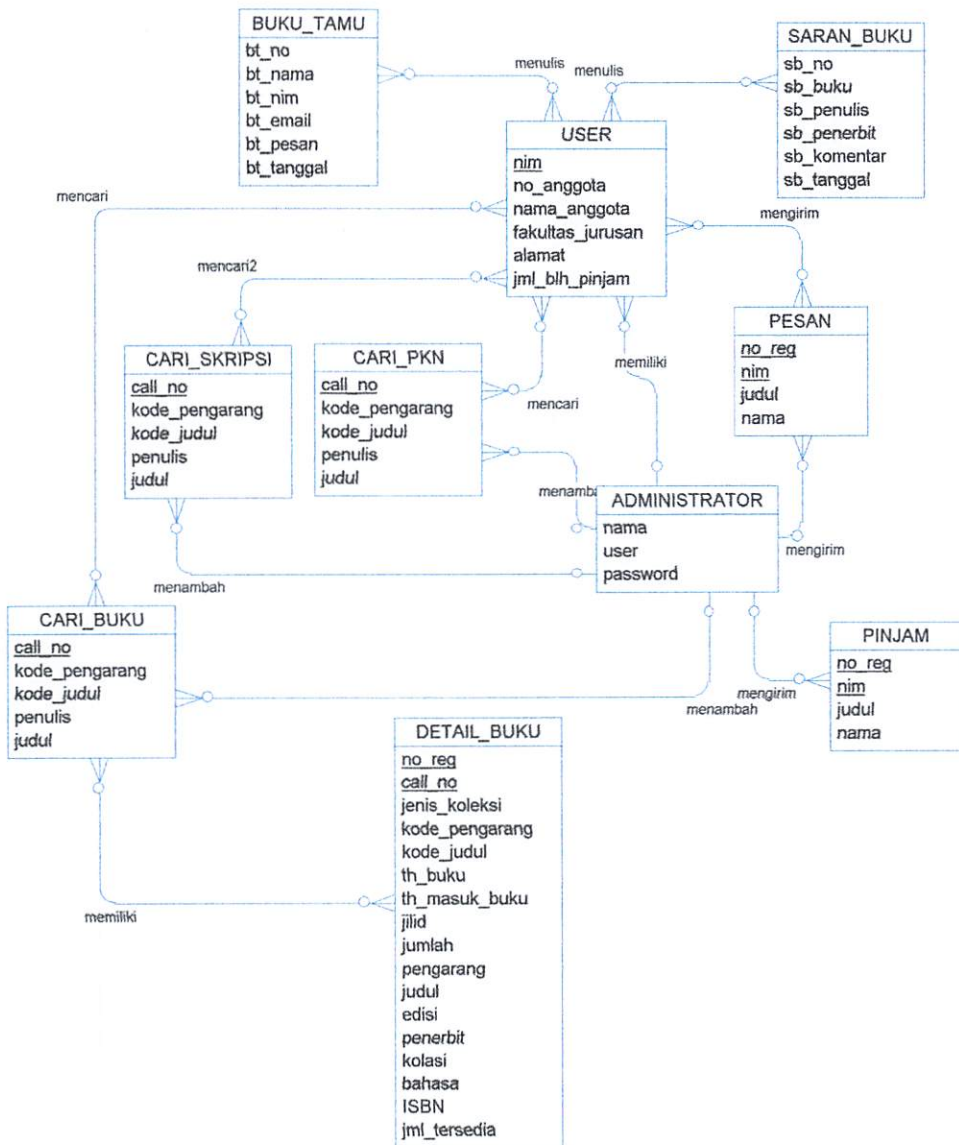 BUKU_TAMU
bt_no
bt_nama
bt_nim
bt_email
bt_pesan
bt_tanggal
menulis
menulis
SARAN_BUKU
sb_no
sb_buku
sb_penulis
sb_penerbit
sb_komentar
sb_tanggal
USER
nim
no_anggota
nama_anggota
fakultas_jurusan
alamat
jml_blh_pinjam
mencari
mencari2
mengirim
CARI_SKRIPSI
call_no
kode_pengarang
kode_judul
penulis
judul
CARI_PKN
call_no
kode_pengarang
kode_judul
penulis
judul
mencari
memiliki
PESAN
no_reg
nim
judul
nama
menamba
ADMINISTRATOR
nama
user
password
mengirim
menambah
CARI_BUKU
call_no
kode_pengarang
kode_judul
penulis
judul
menambah
mengirim
PINJAM
no_reg
nim
judul
nama
memiliki
DETAIL_BUKU
no_reg
call_no
jenis_koleksi
kode_pengarang
kode_judul
th_buku
th_masuk_buku
jilid
jumlah
pengarang
judul
edisi
penerbit
kolasi
bahasa
ISBN
jml_tersedia